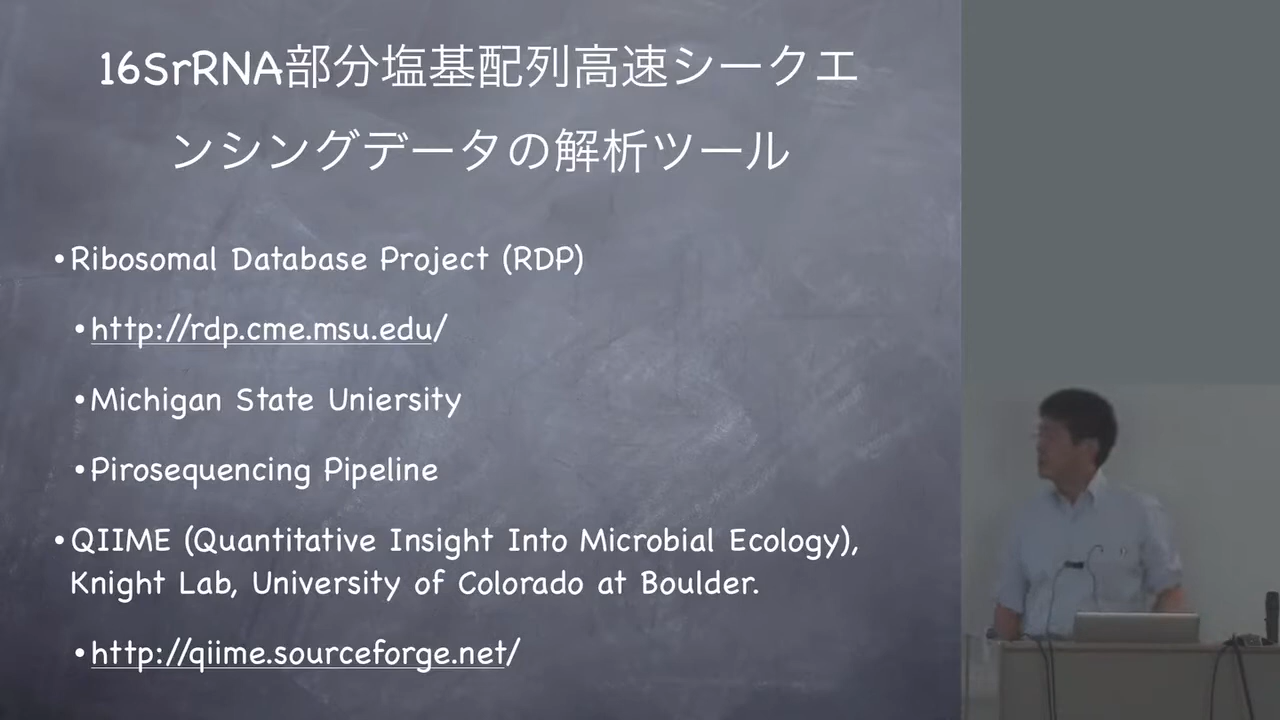 16SrRNA部分塩基配列高速シークエ
ンシングデータの解析ツール
•Ribosomal Database Project (RDP)
•http://rdp.cme.msu.edu/
•Michigan State Uniersity
•Pirosequencing Pipeline
•QIIME (Quantitative Insight Into Microbial Ecology),
Knight Lab, University of Colorado at Boulder.
•http://qiime.sourceforge.net/